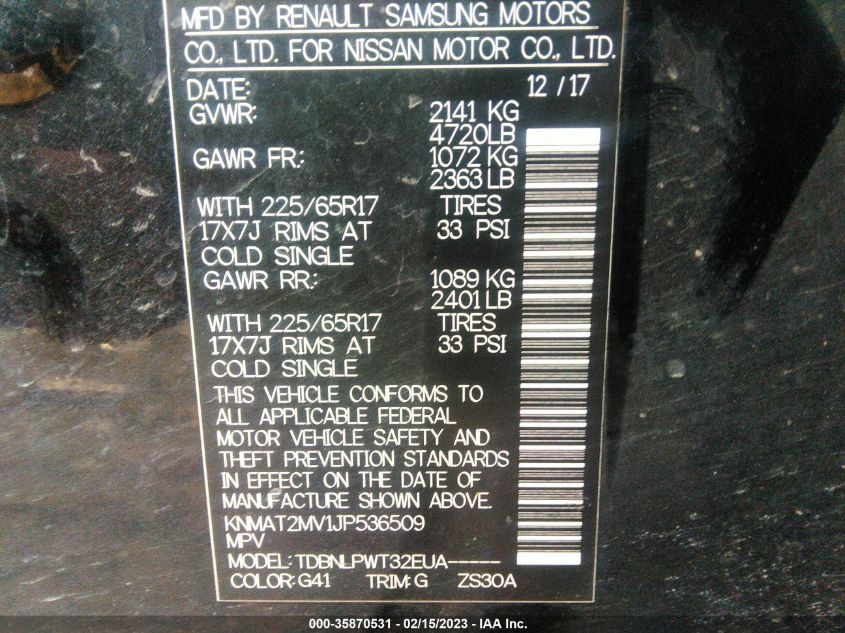 MFD BY RENAULT SAMSUNG MOTORS
CO., LTD. FOR NISSAN MOTOR CO., LTD.
DATE: 12 / 17
GVWR: 2141 KG
4720LB
GAWR FR.: 1072 KG
2363 LB
WITH 225/65R17 TIRES
17X7J RIMS AT 33 PSI
COLD SINGLE
GAWR RR.: 1089 KG
2401 LB
WITH 225/65R17 TIRES
17X7J RIMS AT 33 PSI
COLD SINGLE
THIS VEHICLE CONFORMS TO
ALL APPLICABLE FEDERAL
MOTOR VEHICLE SAFETY AND
THEFT PREVENTION STANDARDS
IN EFFECT ON THE DATE OF
MANUFACTURE SHOWN ABOVE.
KNMAT2MV1JP536509
MPV
MODEL: TDBNLPWT32EUA-----
COLOR: G41 TRIM: G ZS30A
000-35870531 - 02/15/2023 - IAA Inc.